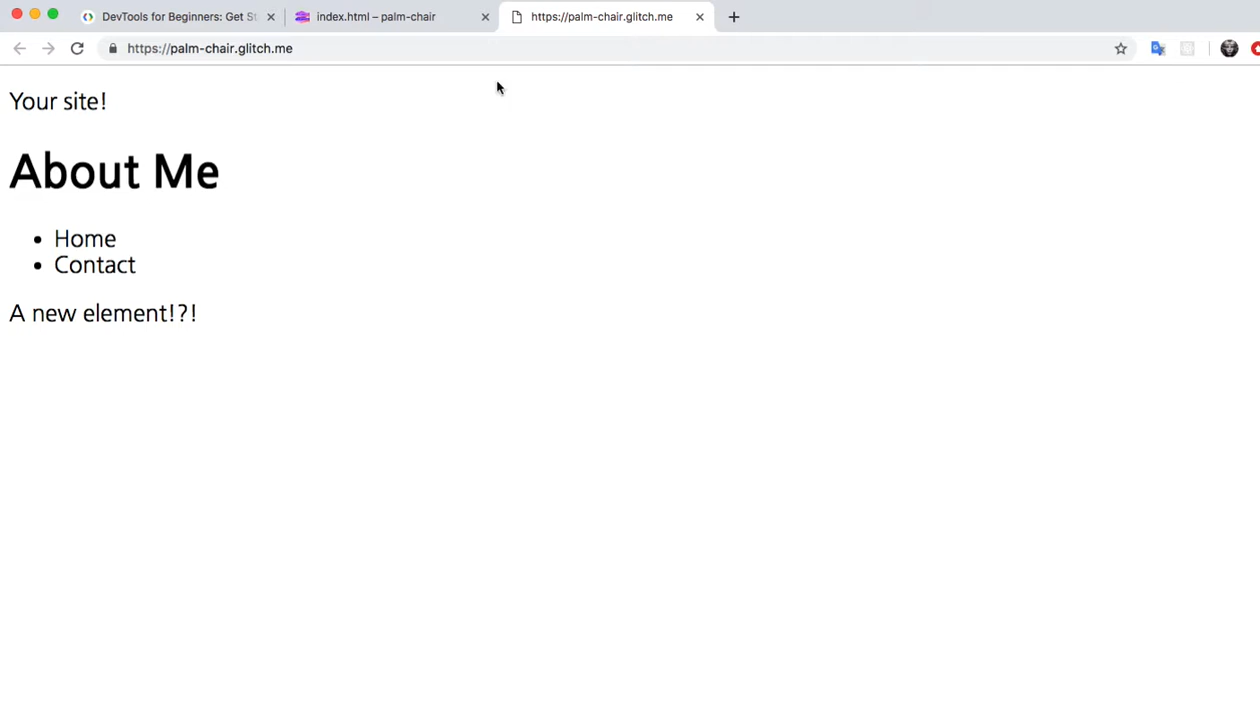 DevTools for Beginners: Get St
index.html – palm-chair
https://palm-chair.glitch.me
https://palm-chair.glitch.me
Your site!
About Me
Home
Contact
A new element!?!